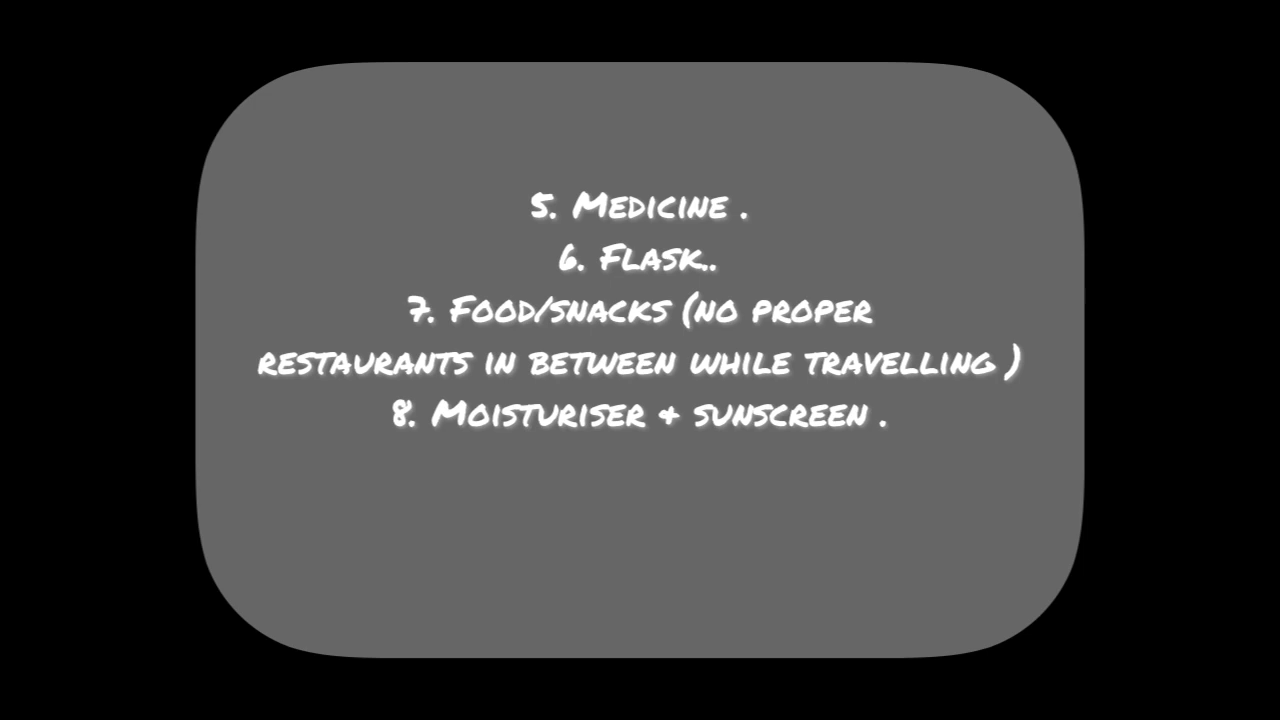 5. Medicine .
6. Flask..
7. Food/snacks (no proper
restaurants in between while travelling )
8. Moisturiser & sunscreen .